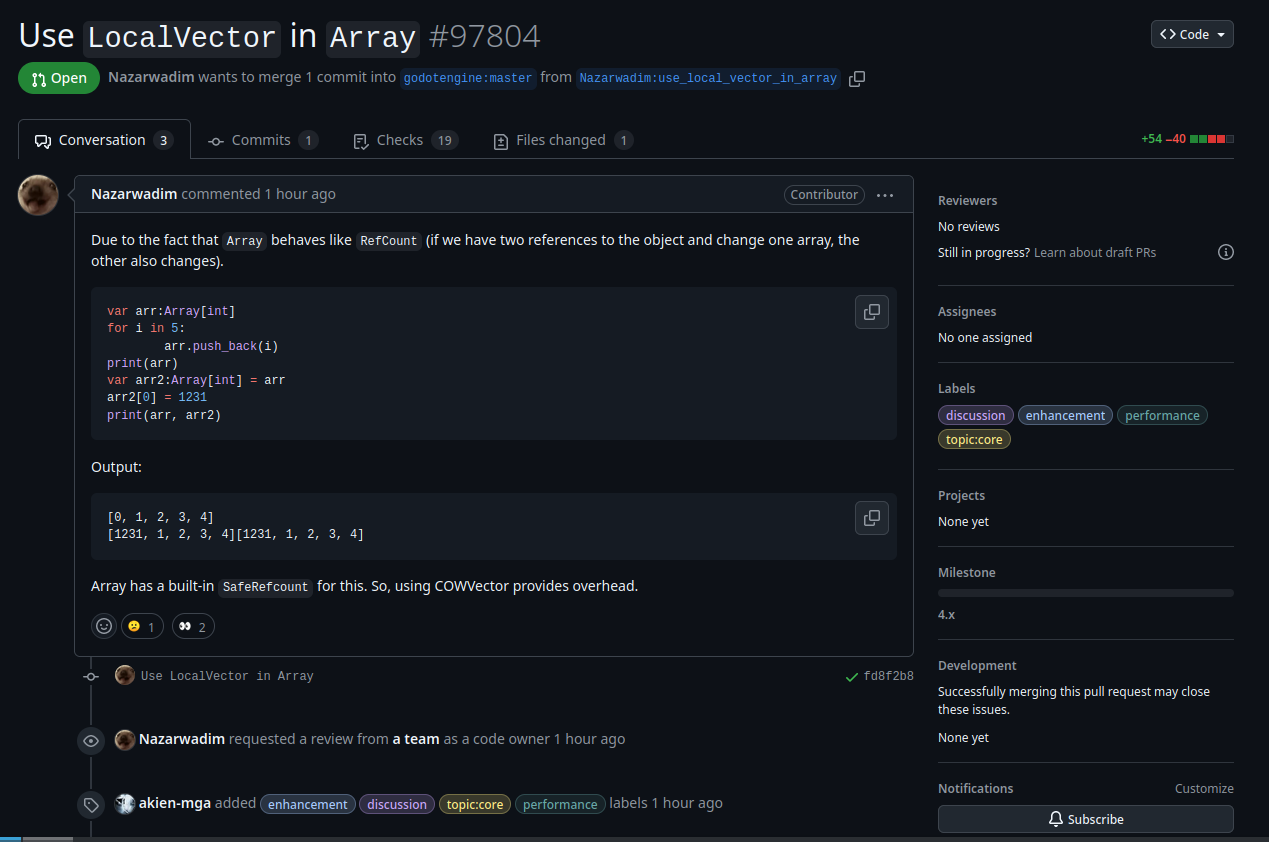 Use LocalVector in Array #97804
Code
Open
Nazarwadim wants to merge 1 commit into godotengine:master from Nazarwadim:use_local_vector_in_array
Conversation 3
Commits 1
Checks 19
Files changed 1
+54 −40
Nazarwadim commented 1 hour ago
Contributor
Due to the fact that Array behaves like RefCount (if we have two references to the object and change one array, the
other also changes).
var arr:Array[int]
for i in 5:
arr.push_back(i)
print(arr)
var arr2:Array[int] = arr
arr2[0] = 1231
print(arr, arr2)
Output:
[0, 1, 2, 3, 4]
[1231, 1, 2, 3, 4][1231, 1, 2, 3, 4]
Array has a built-in SafeRefcount for this. So, using COWVector provides overhead.
1
2
Use LocalVector in Array
fd8f2b8
Nazarwadim requested a review from a team as a code owner 1 hour ago
akien-mga added enhancement discussion topic:core performance labels 1 hour ago
Reviewers
No reviews
Still in progress? Learn about draft PRs
Assignees
No one assigned
Labels
discussion enhancement performance
topic:core
Projects
None yet
Milestone
4.x
Development
Successfully merging this pull request may close
these issues.
None yet
Notifications
Customize
Subscribe